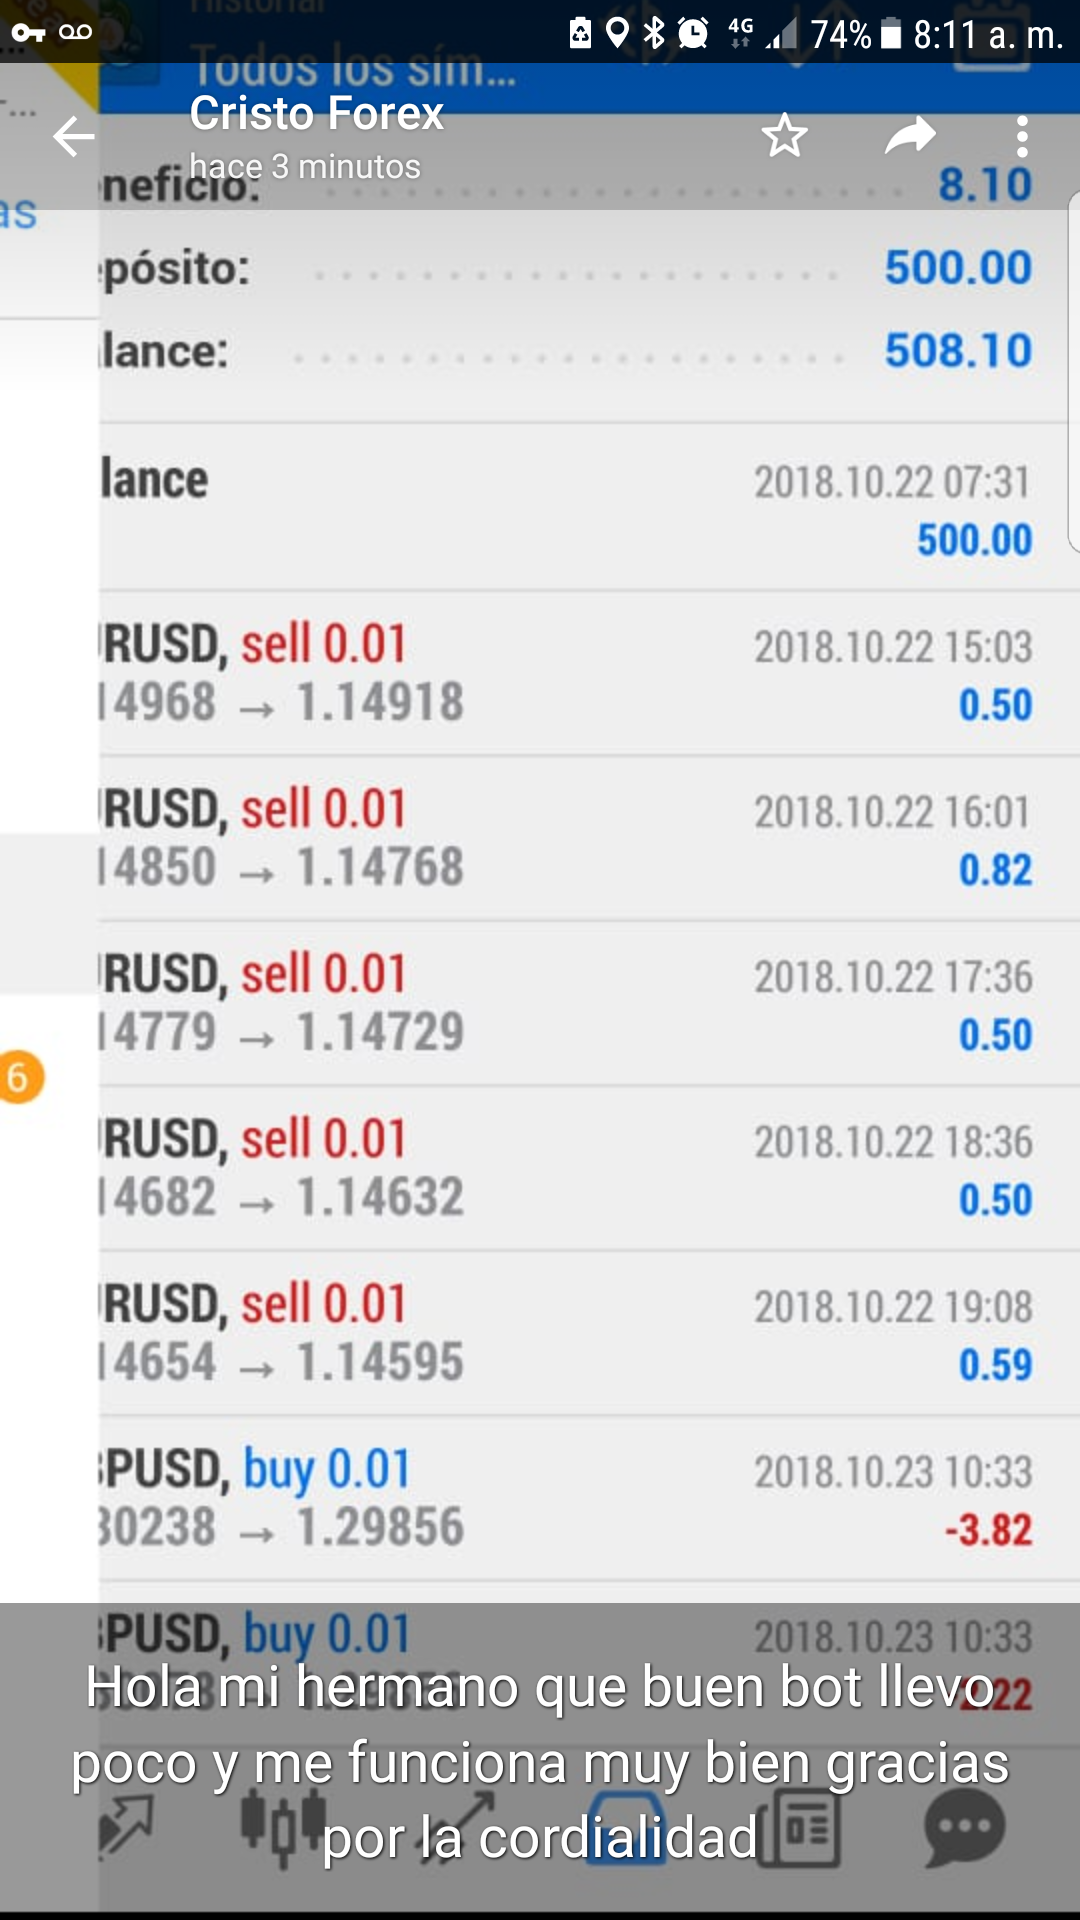 74% 8:11 a. m.
Historial
Todos los sím...
Cristo Forex
hace 3 minutos
neficio: 8.10
as
epósito: 500.00
lance: 508.10
lance 2018.10.22 07:31
500.00
RUSD, sell 0.01 2018.10.22 15:03
14968 → 1.14918 0.50
RUSD, sell 0.01 2018.10.22 16:01
14850 → 1.14768 0.82
RUSD, sell 0.01 2018.10.22 17:36
14779 → 1.14729 0.50
6
RUSD, sell 0.01 2018.10.22 18:36
14682 → 1.14632 0.50
RUSD, sell 0.01 2018.10.22 19:08
14654 → 1.14595 0.59
PUSD, buy 0.01 2018.10.23 10:33
30238 → 1.29856 -3.82
PUSD, buy 0.01 2018.10.23 10:33
2.22
Hola mi hermano que buen bot llevo
poco y me funciona muy bien gracias
por la cordialidad